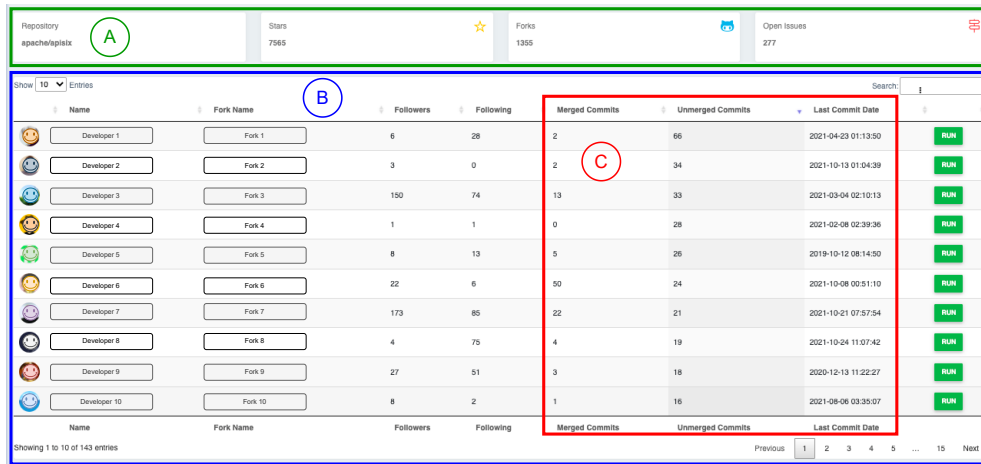 Repository Stars Forks Open Issues
apache/apisix 7565 1355 277
A
Show 10 Entries Search:
B
Name Fork Name Followers Following Merged Commits Unmerged Commits Last Commit Date
Developer 1 Fork 1 6 28 2 66 2021-04-23 01:13:50 RUN
Developer 2 Fork 2 3 0 2 34 2021-10-13 01:04:39 RUN
C
Developer 3 Fork 3 150 74 13 33 2021-03-04 02:10:13 RUN
Developer 4 Fork 4 1 1 0 28 2021-02-08 02:39:36 RUN
Developer 5 Fork 5 8 13 5 26 2019-10-12 08:14:50 RUN
Developer 6 Fork 6 22 6 50 24 2021-10-08 00:51:10 RUN
Developer 7 Fork 7 173 85 22 21 2021-10-21 07:57:54 RUN
Developer 8 Fork 8 4 75 4 19 2021-10-24 11:07:42 RUN
Developer 9 Fork 9 27 51 3 18 2020-12-13 11:22:27 RUN
Developer 10 Fork 10 8 2 1 16 2021-08-06 03:35:07 RUN
Name Fork Name Followers Following Merged Commits Unmerged Commits Last Commit Date
Showing 1 to 10 of 143 entries Previous 1 2 3 4 5 ... 15 Next